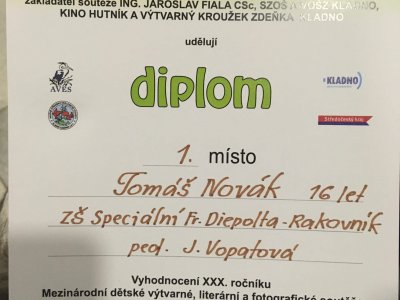 zakladatel soutěže ING. JAROSLAV FIALA CSc, SZOŠ A VOŠZ KLADNO,
KINO HUTNÍK A VÝTVARNÝ KROUŽEK ZDEŇKA, KLADNO
udělují
diplom
AVES
KLADNO
Středočeský kraj
1. místo
Tomáš Novák 16 let
ZŠ Speciální Fr. Diepolta - Rakovník
ped. J. Vopatová
Vyhodnocení XXX. ročníku
Mezinárodní dětské výtvarné, literární a fotografické soutěže